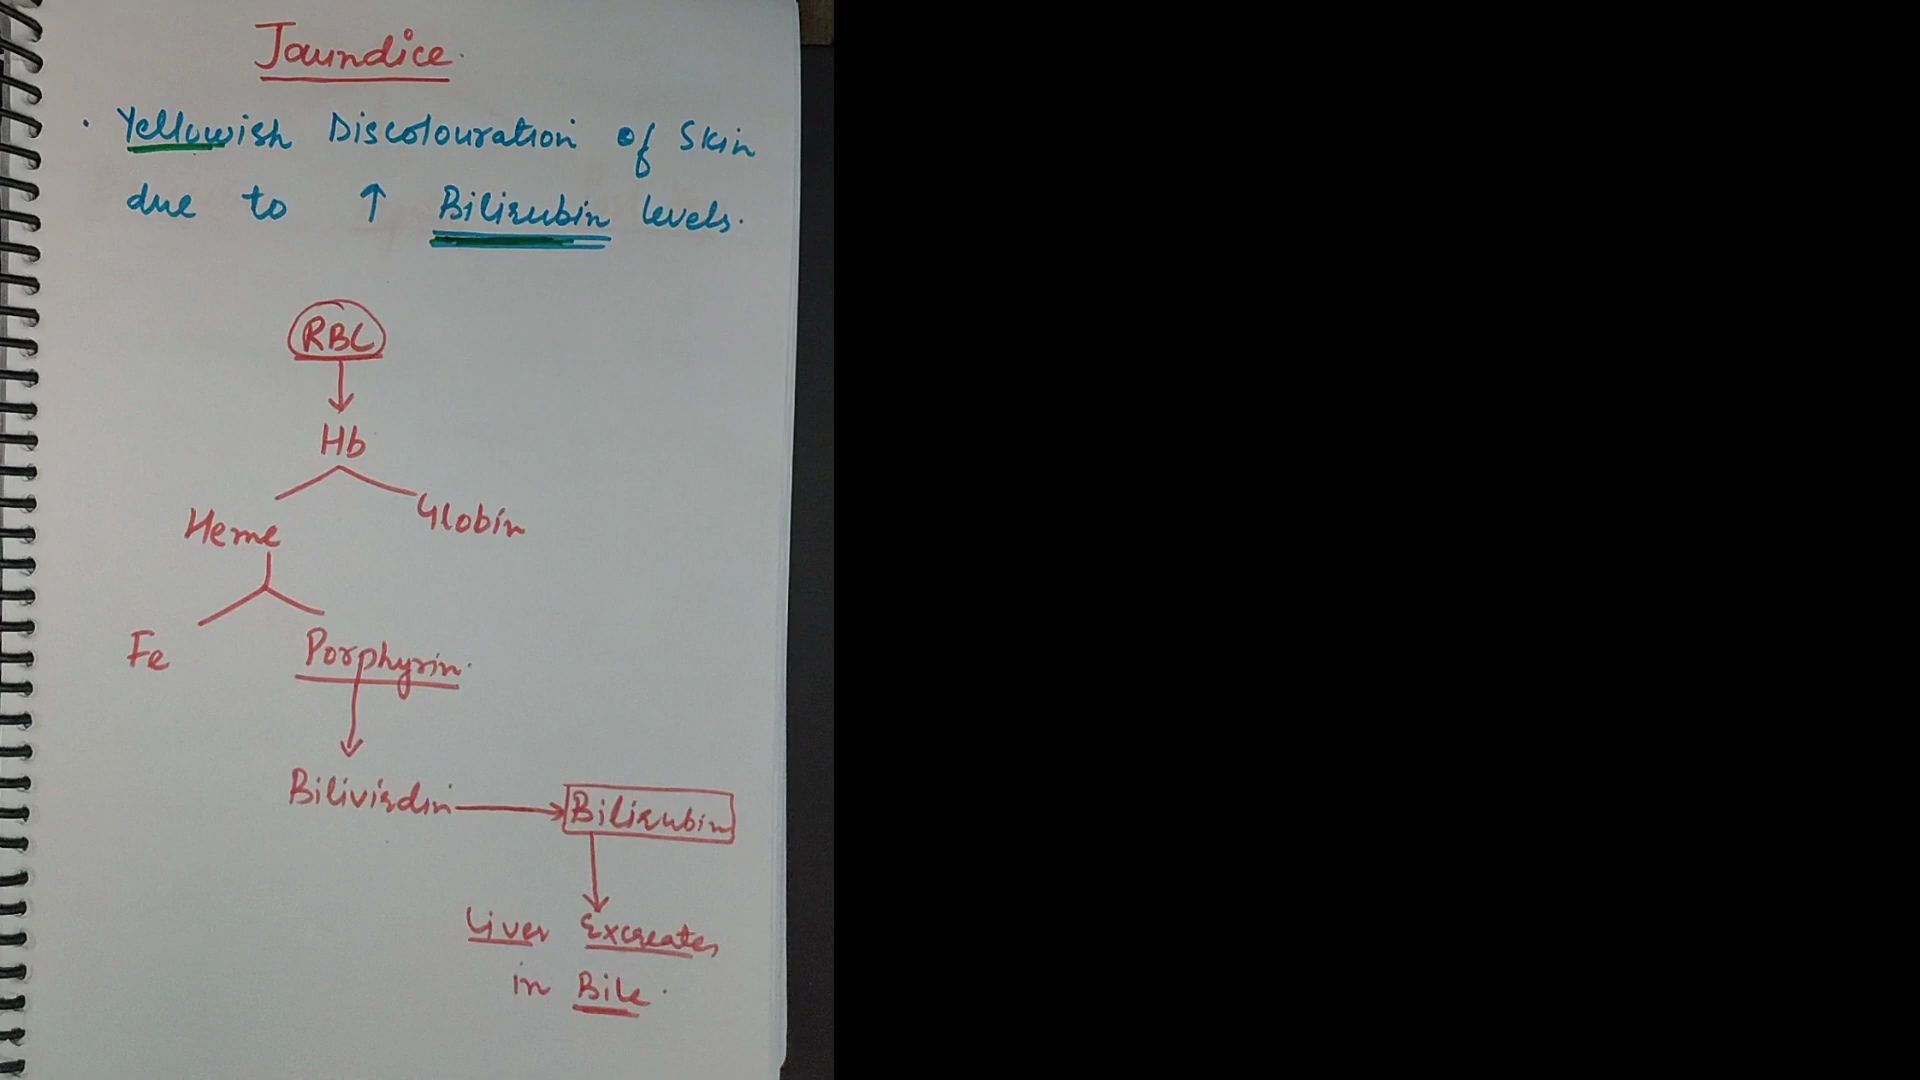 Jaundice.
· Yellowish Discolouration of Skin
due to ↑ Bilirubin levels.
RBC
Hb
Heme
Globin
Fe
Porphyrin.
Bilivirdin
Bilirubin
Liver Excreates
in Bile.